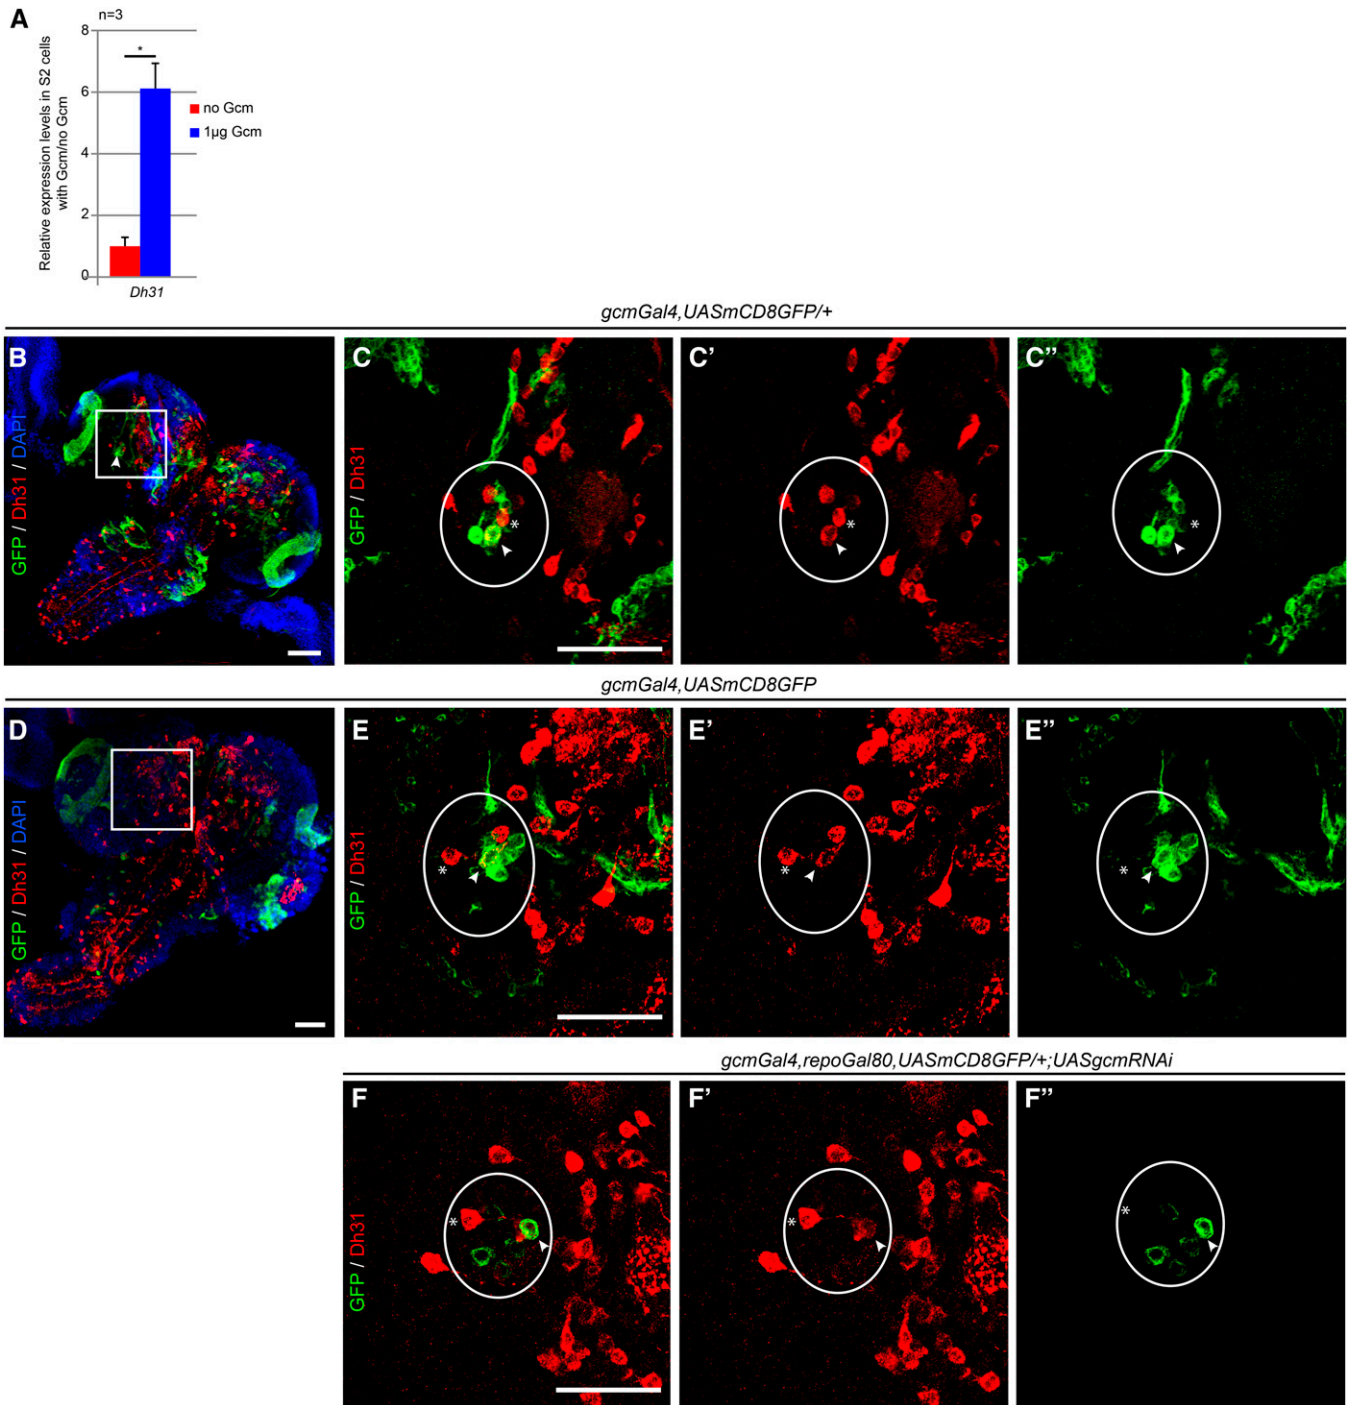 A
n=3
8
*
6
4
2
0
Relative expression levels in S2 cells
with Gcm/no Gcm
no Gcm
1µg Gcm
Dh31
gcmGal4,UASmCD8GFP/+
B
GFP / Dh31 / DAPI
C
GFP / Dh31
*
C’
*
C”
*
gcmGal4,UASmCD8GFP
D
GFP / Dh31 / DAPI
E
GFP / Dh31
*
E’
*
E”
*
gcmGal4,repoGal80,UASmCD8GFP/+;UASgcmRNAi
F
GFP / Dh31
*
F’
*
F”
*